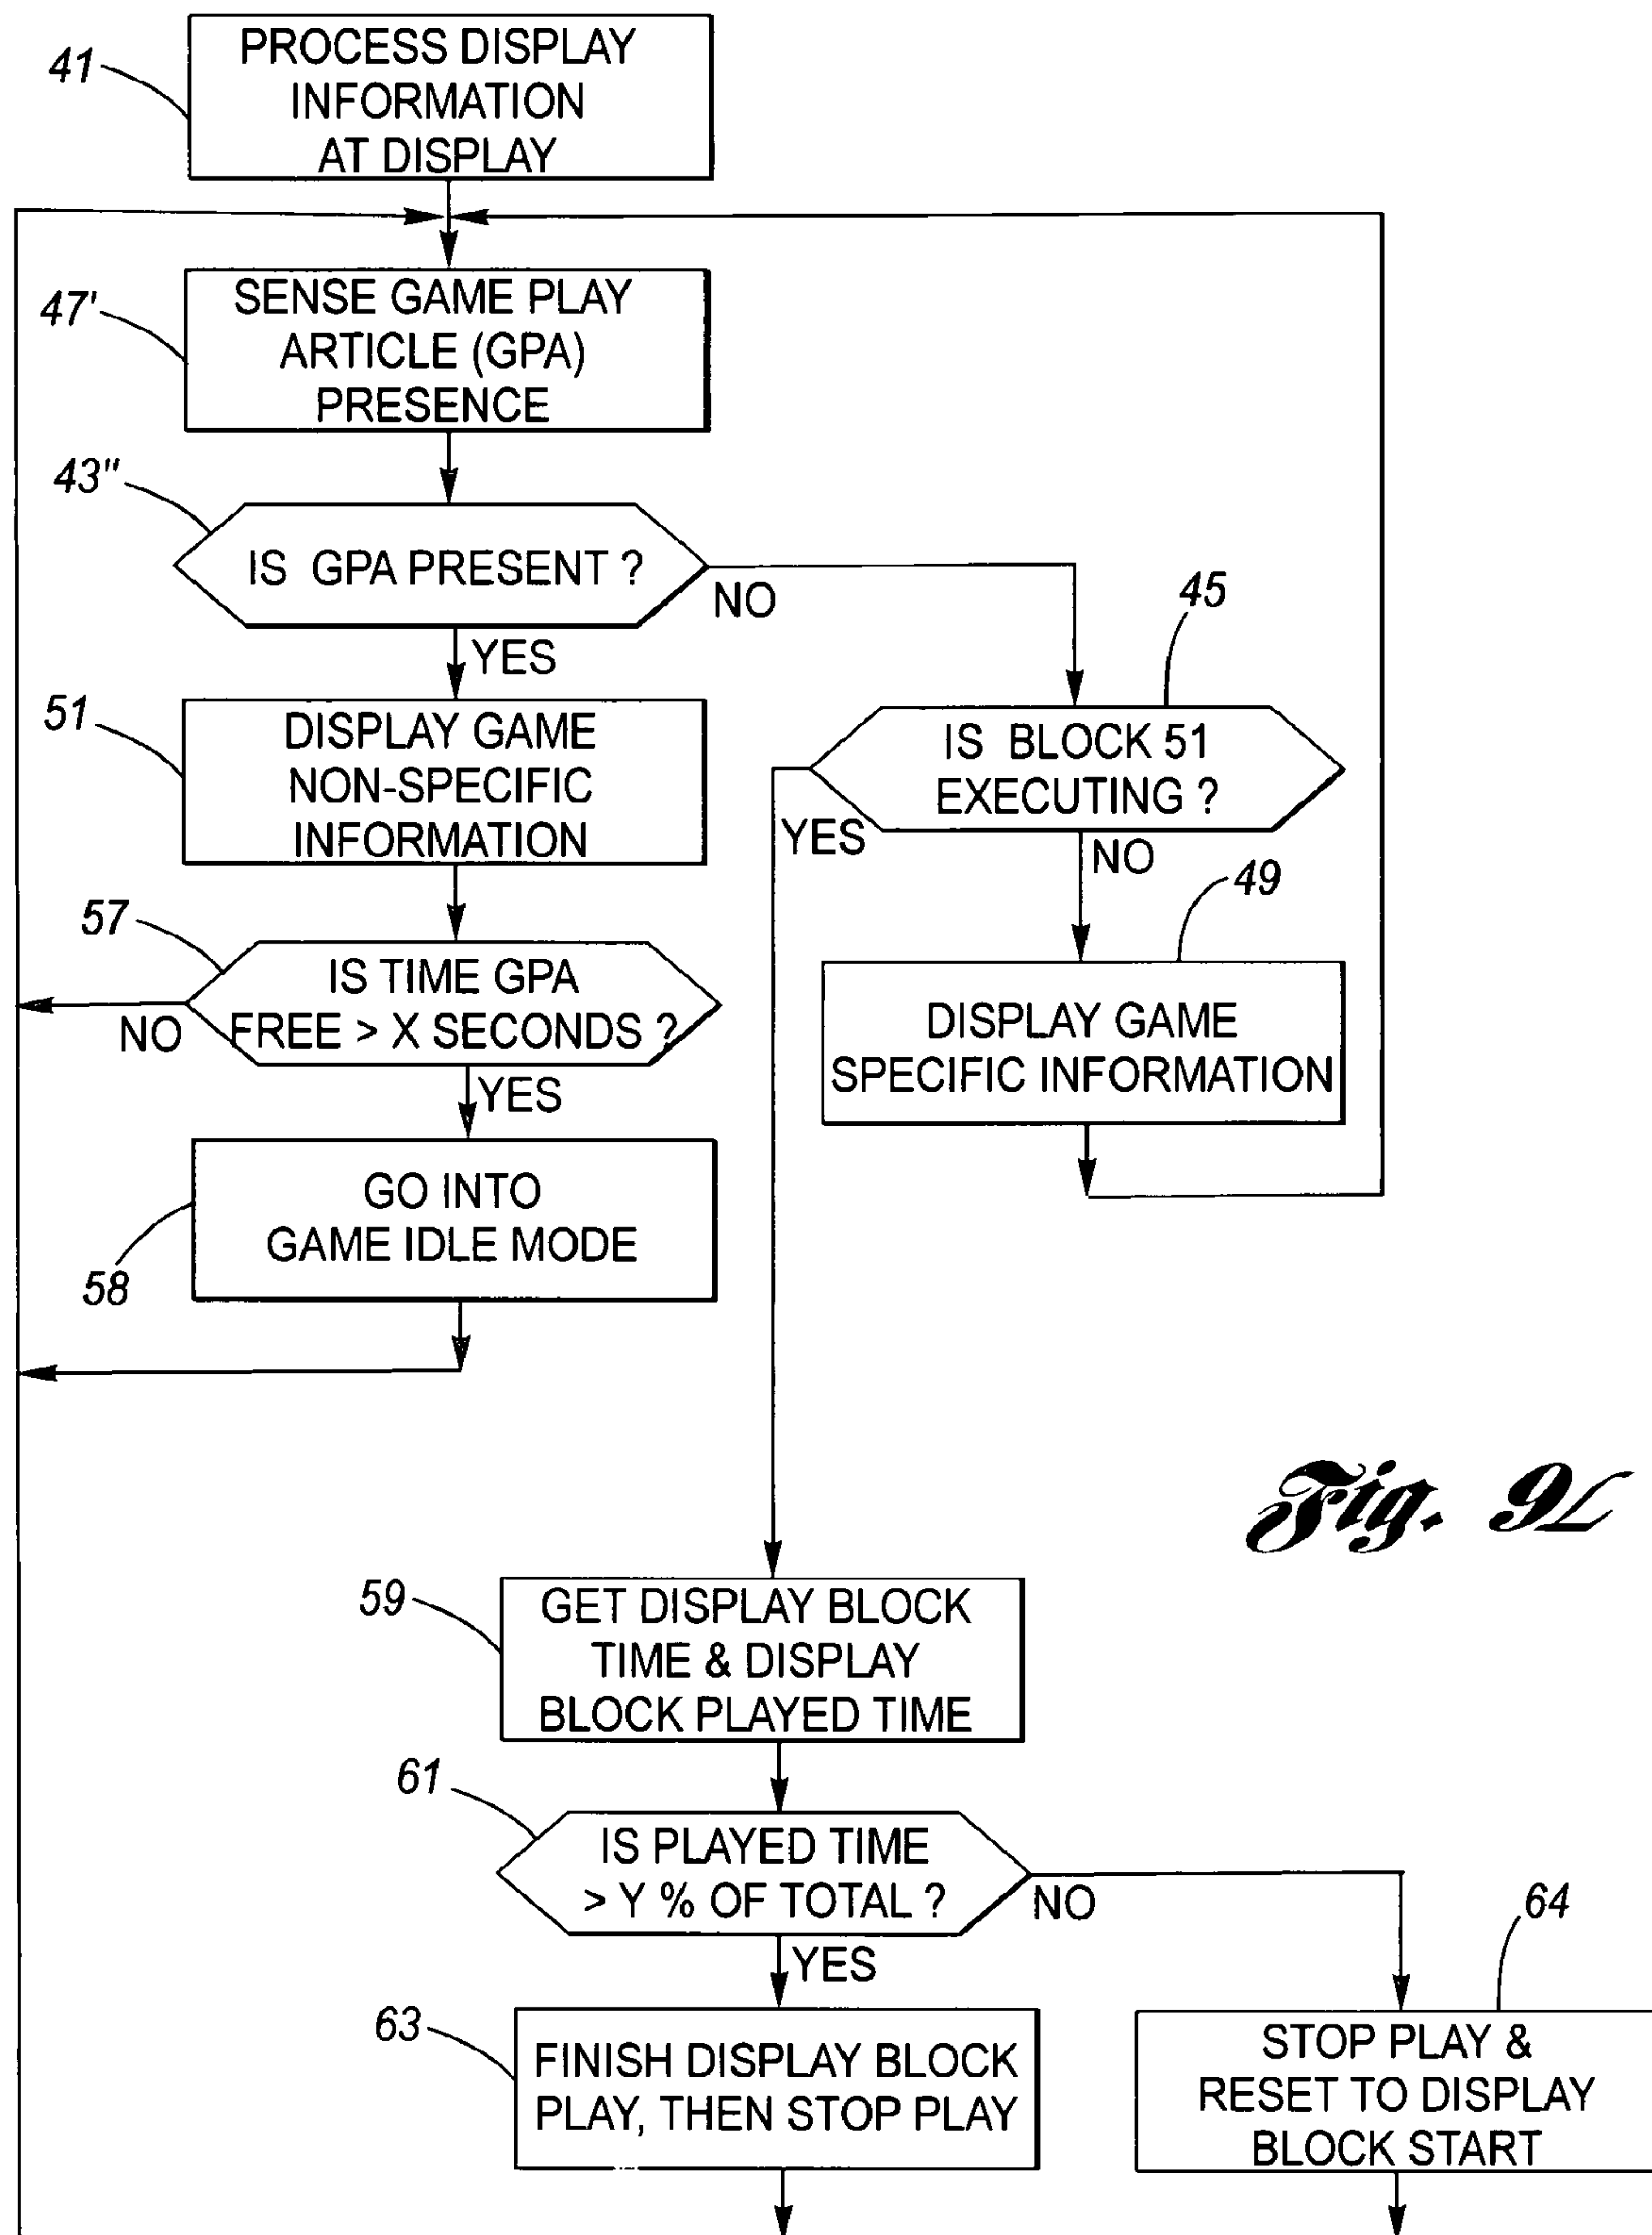 41
PROCESS DISPLAY
INFORMATION
AT DISPLAY
47'
SENSE GAME PLAY
ARTICLE (GPA)
PRESENCE
43"
IS GPA PRESENT ?
NO
YES
45
IS BLOCK 51
EXECUTING ?
YES
NO
51
DISPLAY GAME
NON-SPECIFIC
INFORMATION
49
DISPLAY GAME
SPECIFIC INFORMATION
57
IS TIME GPA
FREE > X SECONDS ?
NO
YES
58
GO INTO
GAME IDLE MODE
Fig. 9L
59
GET DISPLAY BLOCK
TIME & DISPLAY
BLOCK PLAYED TIME
61
IS PLAYED TIME
> Y % OF TOTAL ?
NO
YES
63
FINISH DISPLAY BLOCK
PLAY, THEN STOP PLAY
64
STOP PLAY &
RESET TO DISPLAY
BLOCK START